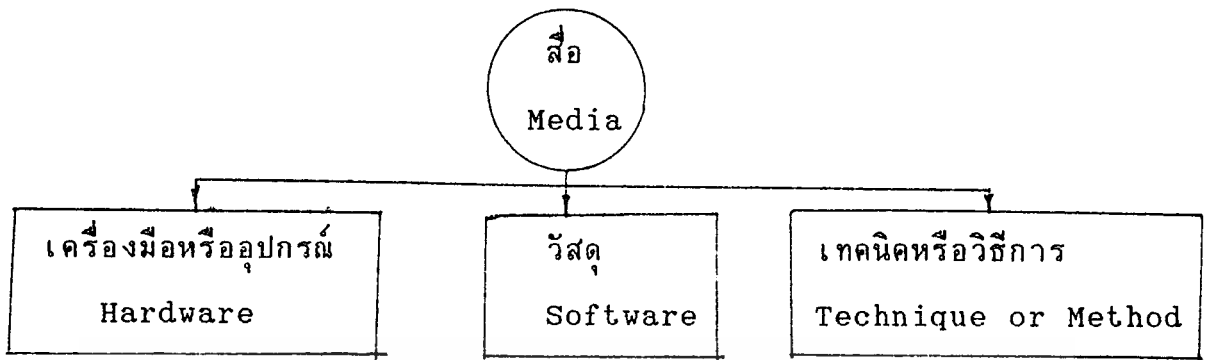 สื่อ
Media
เครื่องมือหรืออุปกรณ์
Hardware
วัสดุ
Software
เทคนิคหรือวิธีการ
Technique or Method